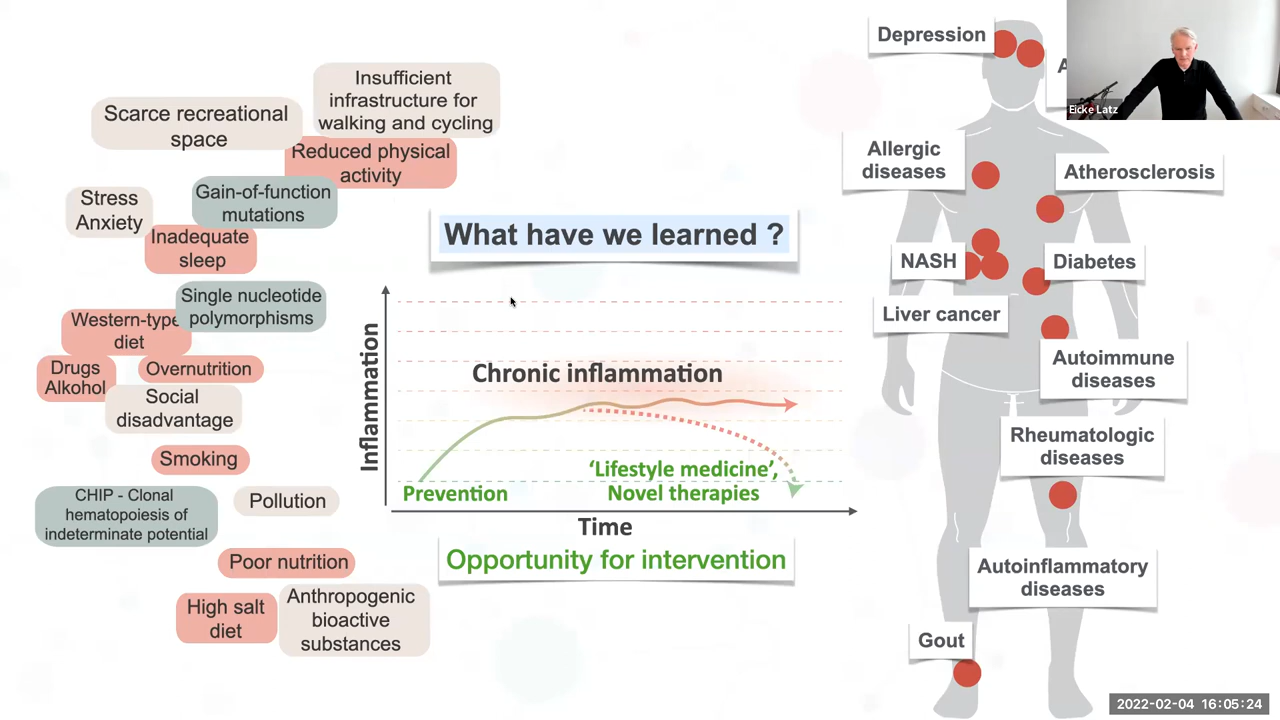 Depression
A
Eicke Latz
Insufficient
infrastructure for
walking and cycling
Scarce recreational
space
Reduced physical
activity
Gain-of-function
mutations
Stress
Anxiety
Inadequate
sleep
Single nucleotide
polymorphisms
Western-type
diet
Drugs
Alkohol
Overnutrition
Social
disadvantage
Smoking
CHIP - Clonal
hematopoiesis of
indeterminate potential
Pollution
Poor nutrition
High salt
diet
Anthropogenic
bioactive
substances
What have we learned ?
Inflammation
Chronic inflammation
Prevention
‘Lifestyle medicine’,
Novel therapies
Time
Opportunity for intervention
Allergic
diseases
Atherosclerosis
NASH
Diabetes
Liver cancer
Autoimmune
diseases
Rheumatologic
diseases
Autoinflammatory
diseases
Gout
2022-02-04 16:05:24